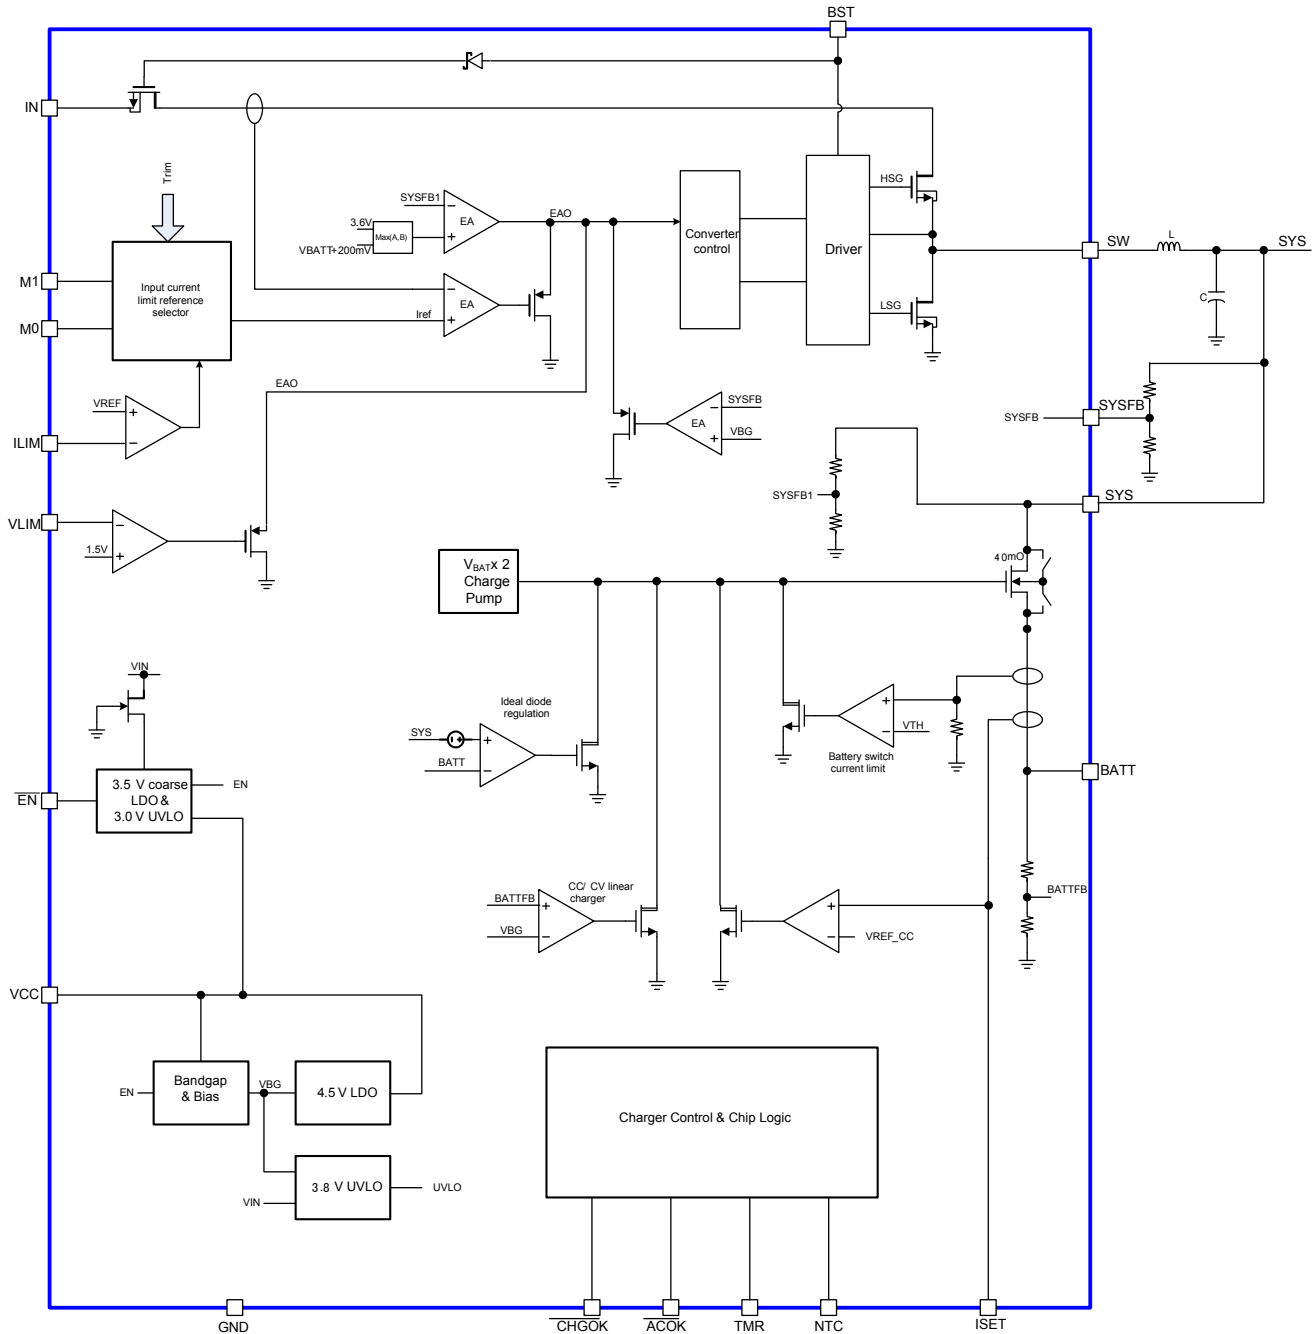 BST
IN
Trim
HSG
SYSFB1
EA
EAO
3.6V
Max(A,B)
VBATT+200mV
Converter
control
Driver
SW
L
SYS
M1
Input current
limit reference
selector
EA
Iref
C
M0
LSG
EAO
VREF
ILIM
SYSFB
EA
VBG
SYSFB
SYSFB
SYSFB1
SYS
VLIM
1.5V
40mO
VBAT x 2
Charge
Pump
VIN
Ideal diode
regulation
SYS
BATT
VTH
Battery switch
current limit
BATT
EN
3.5 V coarse
LDO &
3.0 V UVLO
EN
CC/ CV linear
charger
BATTFB
VBG
VREF_CC
BATTFB
VCC
EN
Bandgap
& Bias
VBG
4.5 V LDO
Charger Control & Chip Logic
3.8 V UVLO
UVLO
VIN
GND
CHGOK
ACOK
TMR
NTC
ISET